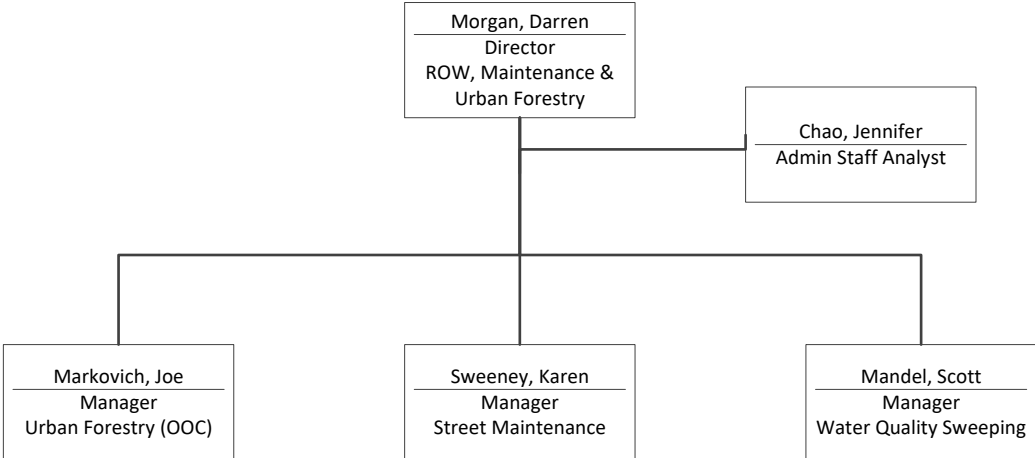 Morgan, Darren
Director
ROW, Maintenance &
Urban Forestry
Chao, Jennifer
Admin Staff Analyst
Markovich, Joe
Manager
Urban Forestry (OOC)
Sweeney, Karen
Manager
Street Maintenance
Mandel, Scott
Manager
Water Quality Sweeping